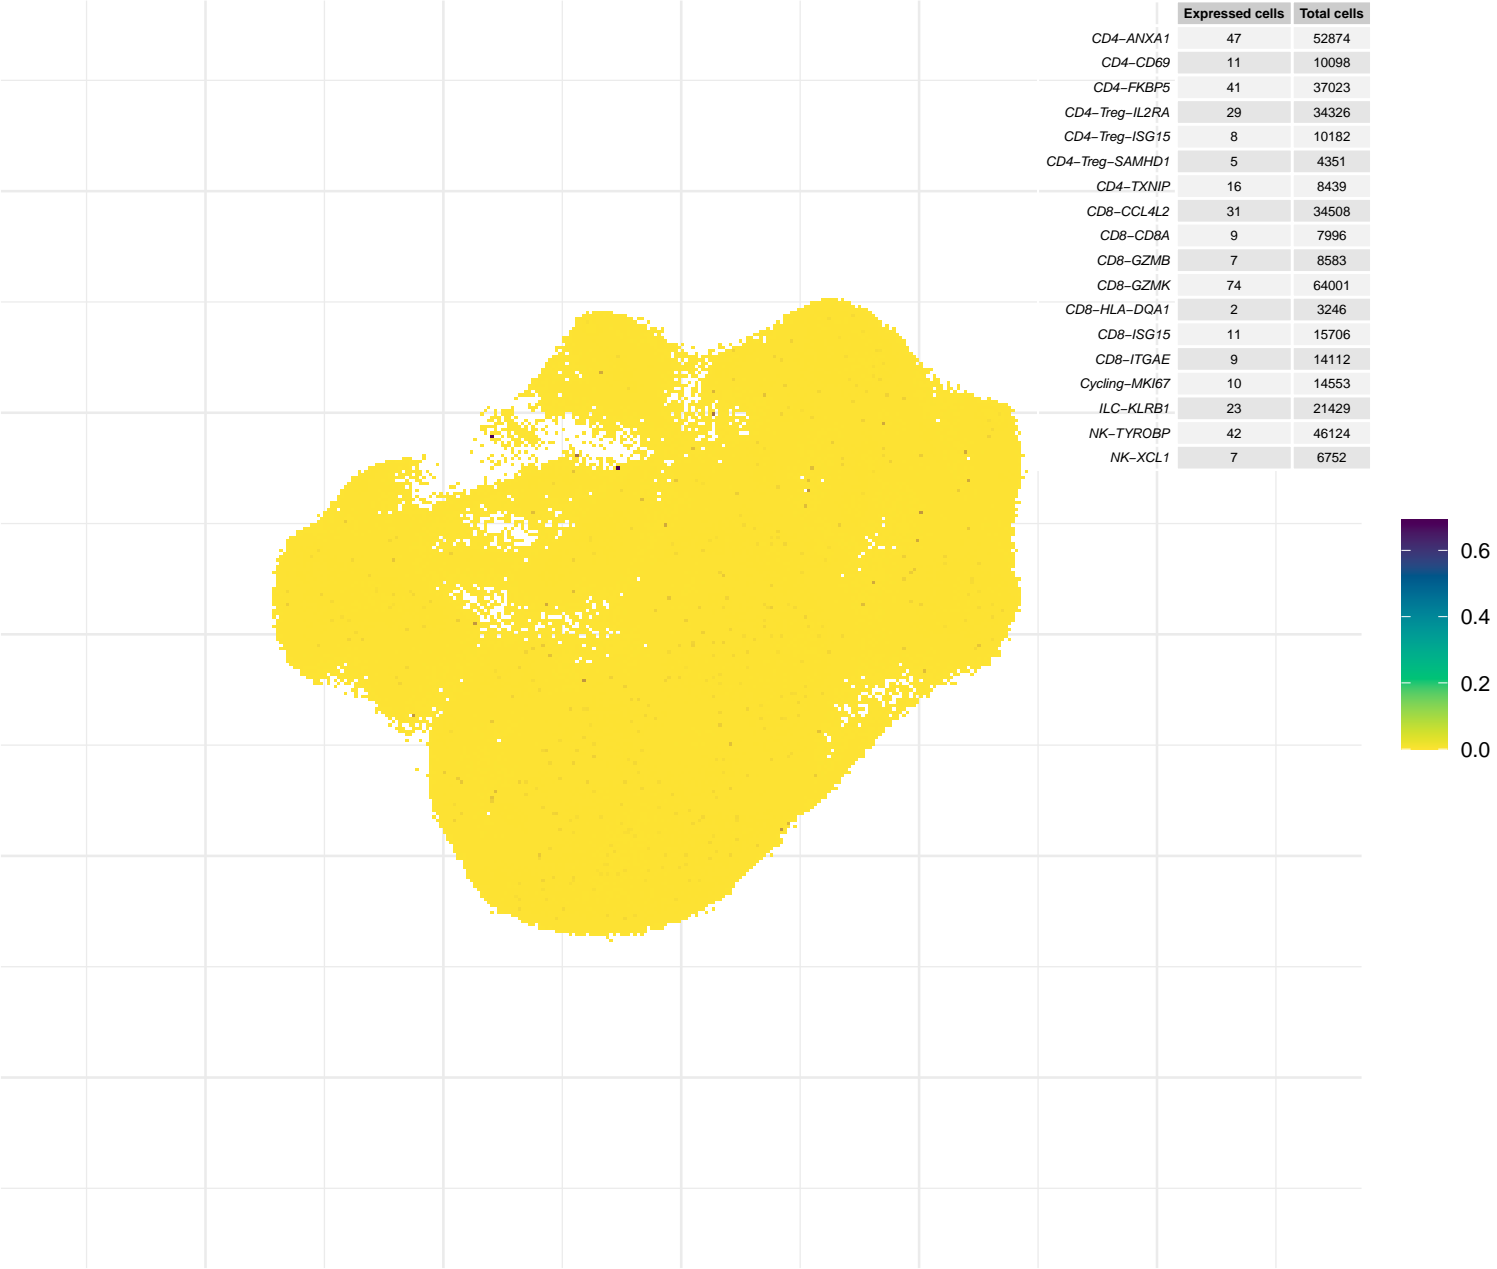 Expressed cells Total cells
CD4−ANXA1 47 52874
CD4−CD69 11 10098
CD4−FKBP5 41 37023
CD4−Treg−IL2RA 29 34326
CD4−Treg−ISG15 8 10182
CD4−Treg−SAMHD1 5 4351
CD4−TXNIP 16 8439
CD8−CCL4L2 31 34508
CD8−CD8A 9 7996
CD8−GZMB 7 8583
CD8−GZMK 74 64001
CD8−HLA−DQA1 2 3246
CD8−ISG15 11 15706
CD8−ITGAE 9 14112
Cycling−MKI67 10 14553
ILC−KLRB1 23 21429
NK−TYROBP 42 46124
NK−XCL1 7 6752
0.6
0.4
0.2
0.0